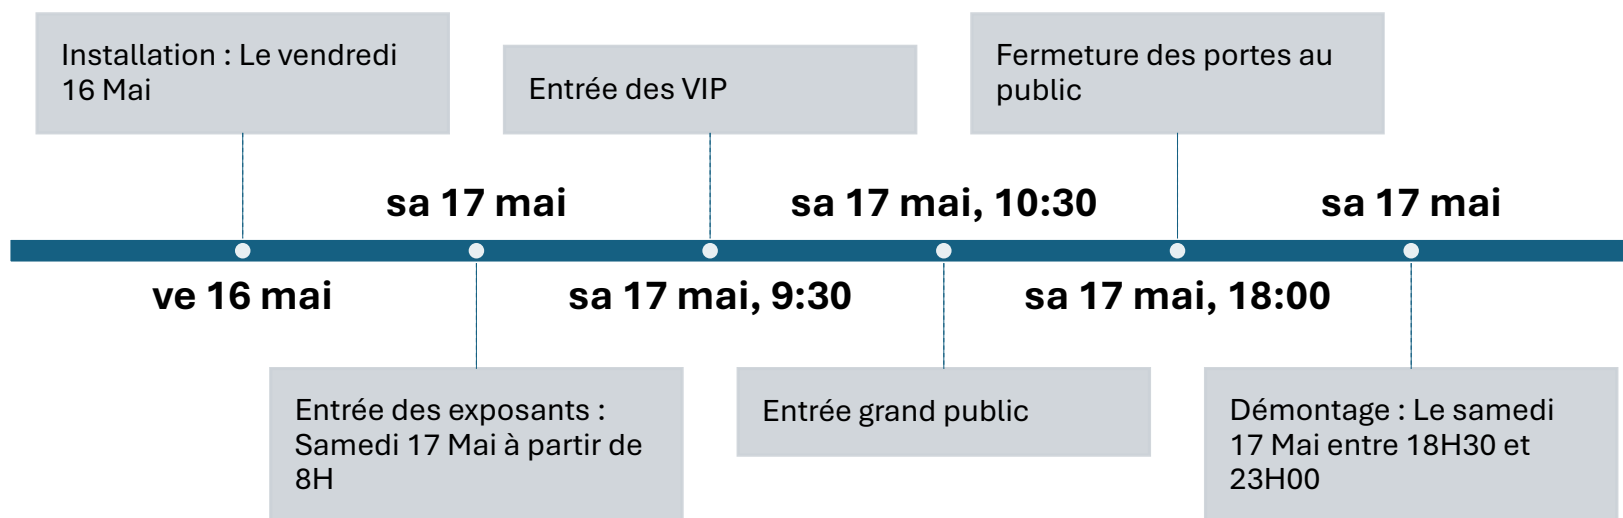 Installation : Le vendredi
16 Mai
Entrée des VIP
Fermeture des portes au
public
sa 17 mai
sa 17 mai, 10:30
sa 17 mai
ve 16 mai
sa 17 mai, 9:30
sa 17 mai, 18:00
Entrée des exposants :
Samedi 17 Mai à partir de
8H
Entrée grand public
Démontage : Le samedi
17 Mai entre 18H30 et
23H00